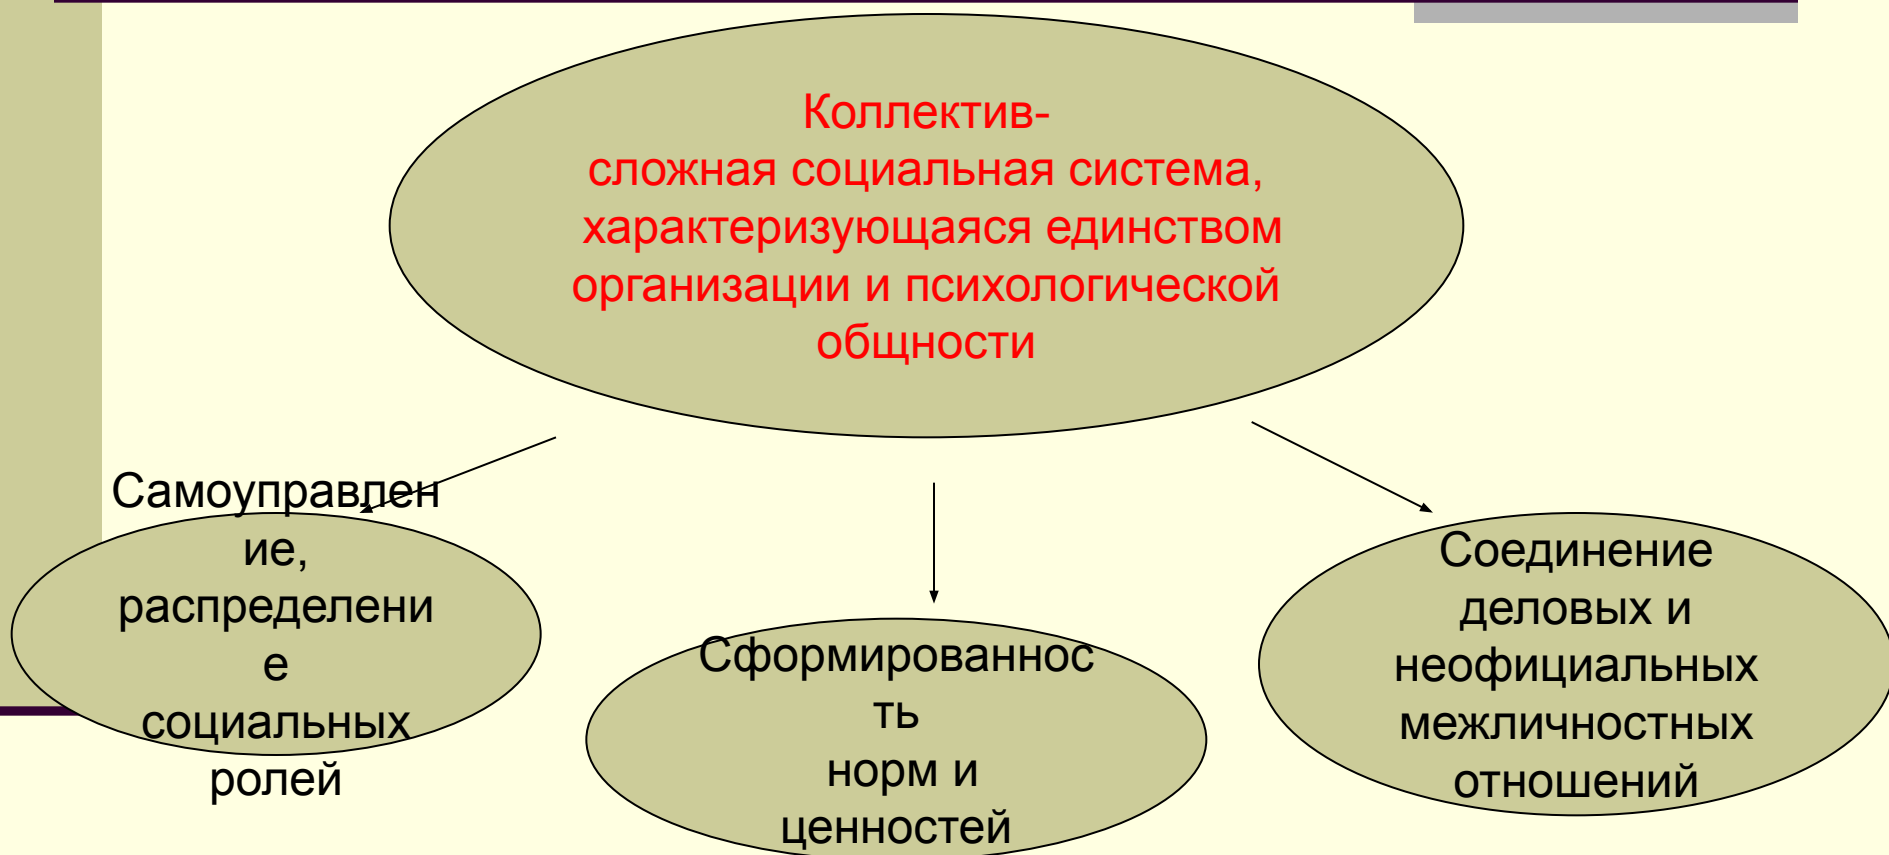 Коллектив-
сложная социальная система,
характеризующаяся единством
организации и психологической
общности
Самоуправлен
ие,
распределени
е
социальных
ролей
Сформированнос
ть
норм и
ценностей
Соединение
деловых и
неофициальных
межличностных
отношений